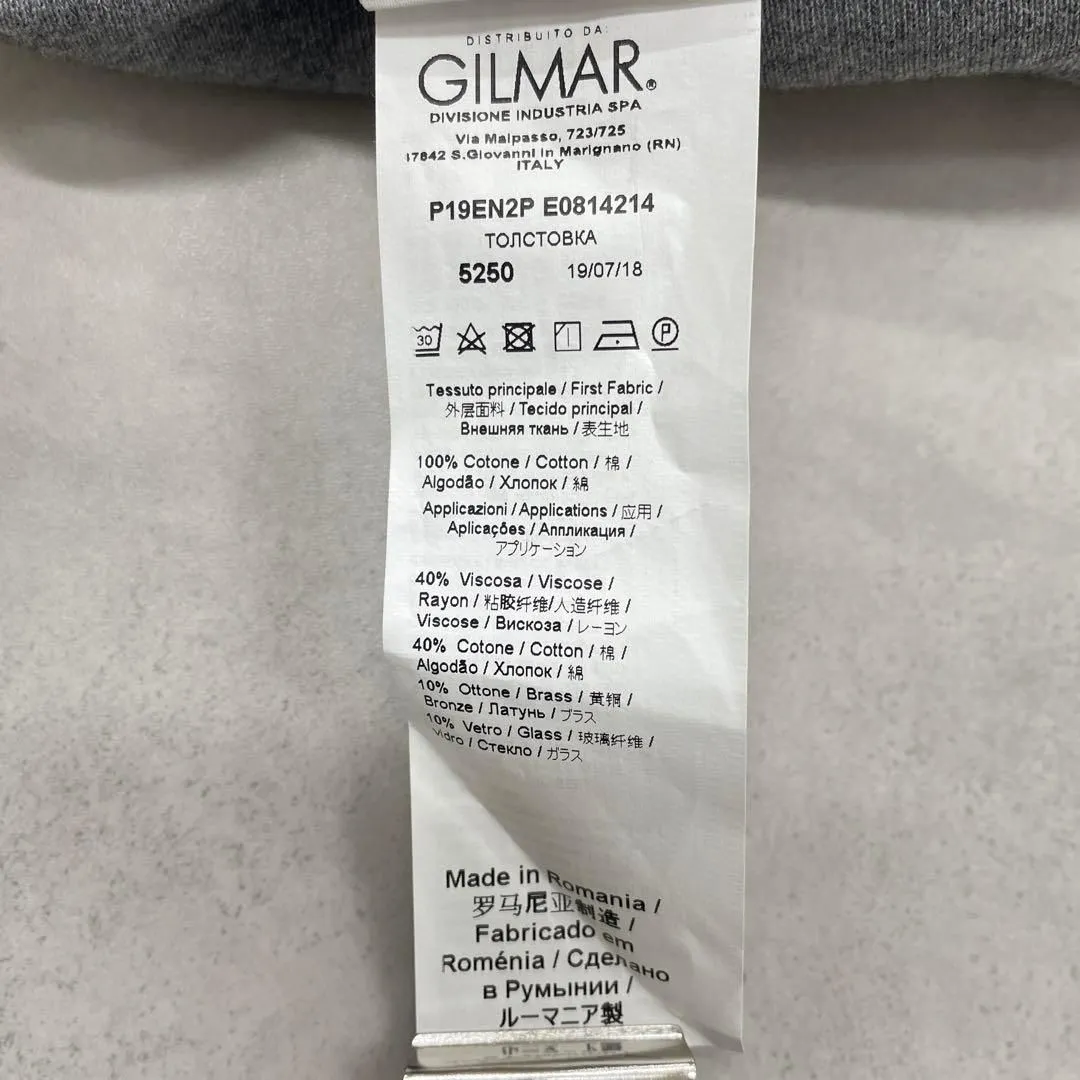 DISTRIBUITO DA:
GILMAR®
DIVISIONE INDUSTRIA SPA
Via Malpasso, 723/725
47842 S.Giovanni in Marignano (RN)
ITALY
P19EN2P E0814214
ТОЛСТОВКА
5250 19/07/18
30 P
Tessuto principale / First Fabric /
外层面料 / Tecido principal /
Внешняя ткань / 表生地
100% Cotone / Cotton / 棉 /
Algodão / Хлопок / 綿
Applicazioni / Applications / 应用 /
Aplicações / Аппликация /
アプリケーション
40% Viscosa / Viscose /
Rayon / 粘胶纤维/人造纤维 /
Viscose / Вискоза / レーヨン
40% Cotone / Cotton / 棉 /
Algodão / Хлопок / 綿
10% Ottone / Brass / 黄铜 /
Bronze / Латунь / ブラス
10% Vetro / Glass / 玻璃纤维 /
Vidro / Стекло / ガラス
Made in Romania /
罗马尼亚制造 /
Fabricado em
Roménia / Сделано
в Румынии /
ルーマニア製